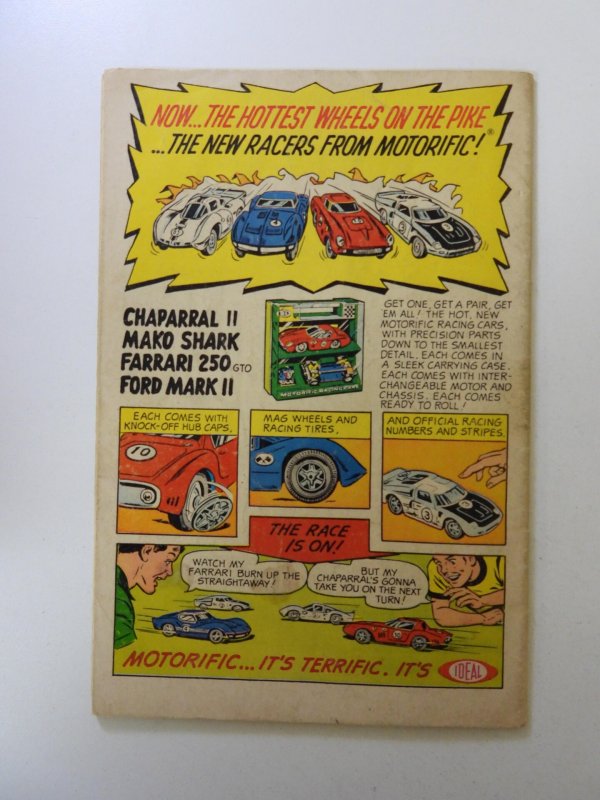 NOW...THE HOTTEST WHEELS ON THE PIKE
...THE NEW RACERS FROM MOTORIFIC!®
CHAPARRAL II
MAKO SHARK
FARRARI 250 GTO
FORD MARK II
MOTORIFIC RACING CAR
GET ONE, GET A PAIR, GET
EM ALL! THE HOT, NEW
MOTORIFIC RACING CARS,
WITH PRECISION PARTS
DOWN TO THE SMALLEST
DETAIL. EACH COMES IN
A SLEEK CARRYING CASE.
EACH COMES WITH INTER-
CHANGEABLE MOTOR AND
CHASSIS. EACH COMES
READY TO ROLL!
EACH COMES WITH
KNOCK-OFF HUB CAPS,
10
MAG WHEELS AND
RACING TIRES,
AND OFFICIAL RACING
NUMBERS AND STRIPES.
3
THE RACE
IS ON!
WATCH MY
FARRARI BURN UP THE
STRAIGHTAWAY!
BUT MY
CHAPARRAL'S GONNA
TAKE YOU ON THE NEXT
TURN!
MOTORIFIC... IT'S TERRIFIC. IT'S IDEAL